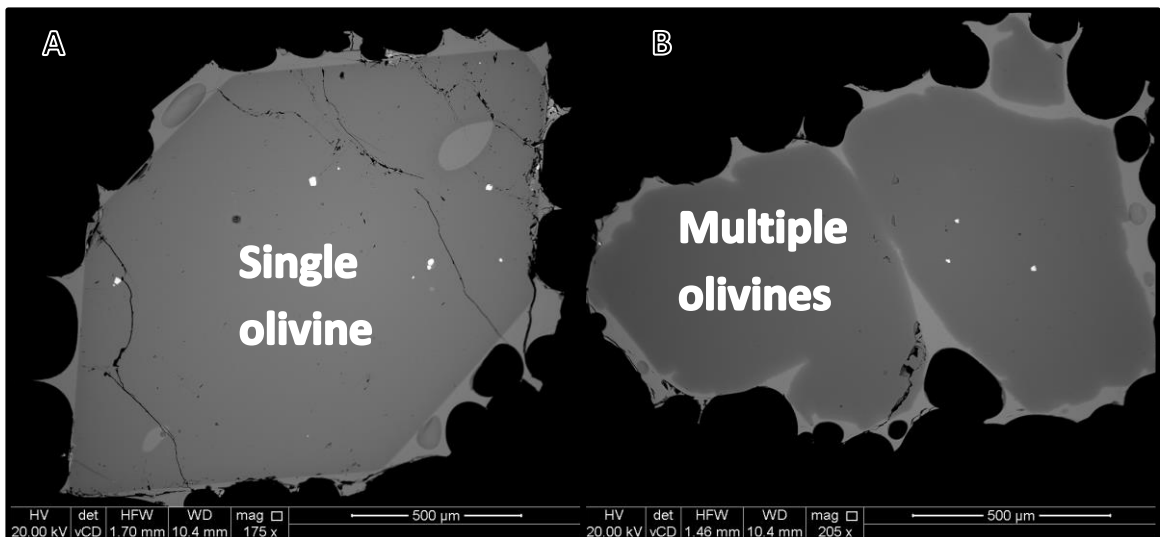 A
B
Single
olivine
Multiple
olivines
HV det HFW WD mag
20.00 kV vCD 1.70 mm 10.4 mm 175 x
500 µm
HV det HFW WD mag
20.00 kV vCD 1.46 mm 10.4 mm 205 x
500 µm